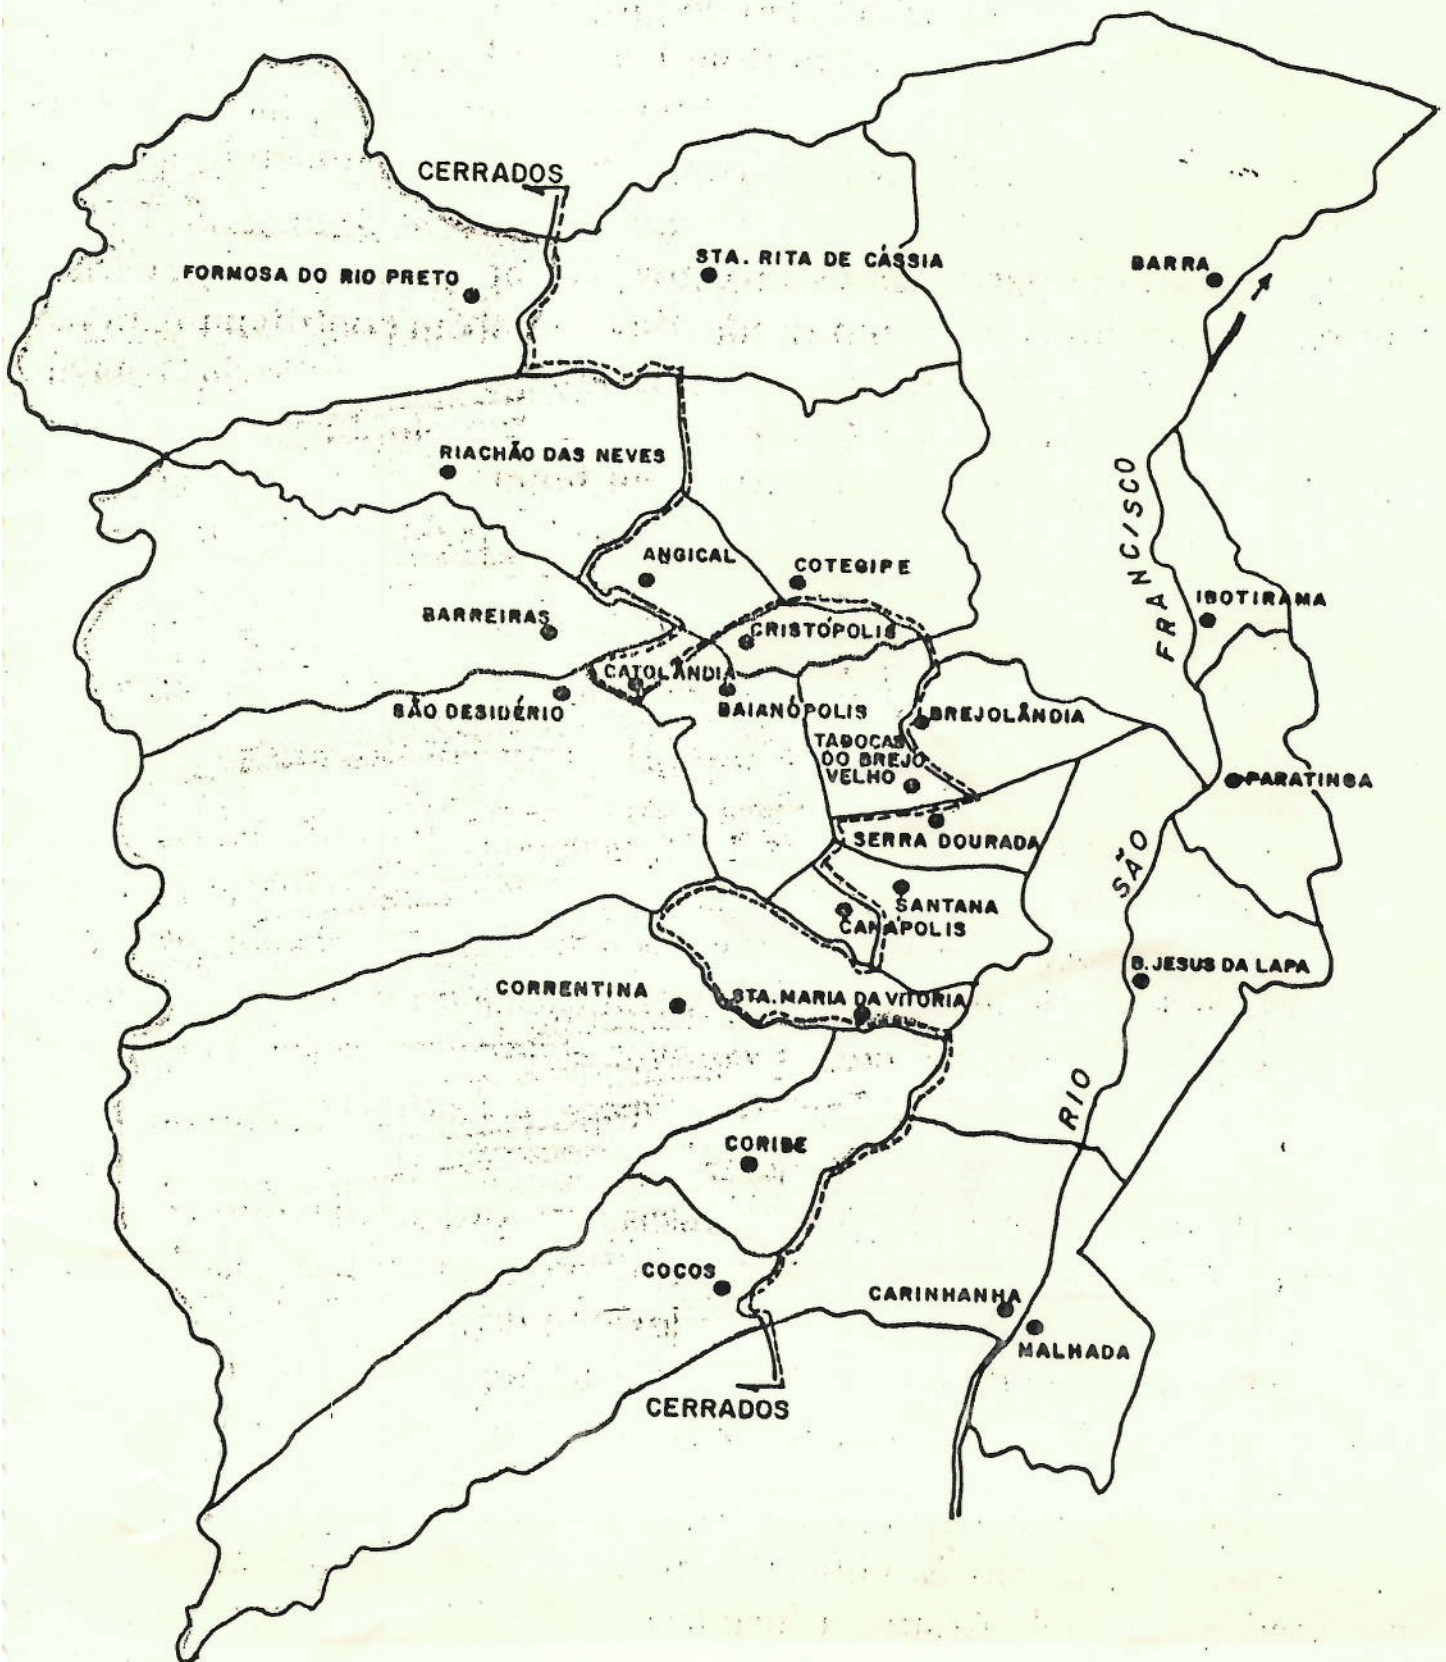 CERRADOS
FORMOSA DO RIO PRETO
STA. RITA DE CÁSSIA
BARRA
RIACHÃO DAS NEVES
ANGICAL
COTEGIPE
BARREIRAS
CRISTÓPOLIS
IBOTIRAMA
CATOLÂNDIA
SÃO DESIDÉRIO
BAIANÓPOLIS
BREJOLÂNDIA
TABOCAS
DO BREJO
VELHO
PARATINGA
SERRA DOURADA
SANTANA
CANÁPOLIS
B. JESUS DA LAPA
CORRENTINA
STA. MARIA DA VITÓRIA
RIO SÃO FRANCISCO
CORIBE
COCOS
CARINHANHA
MALHADA
CERRADOS